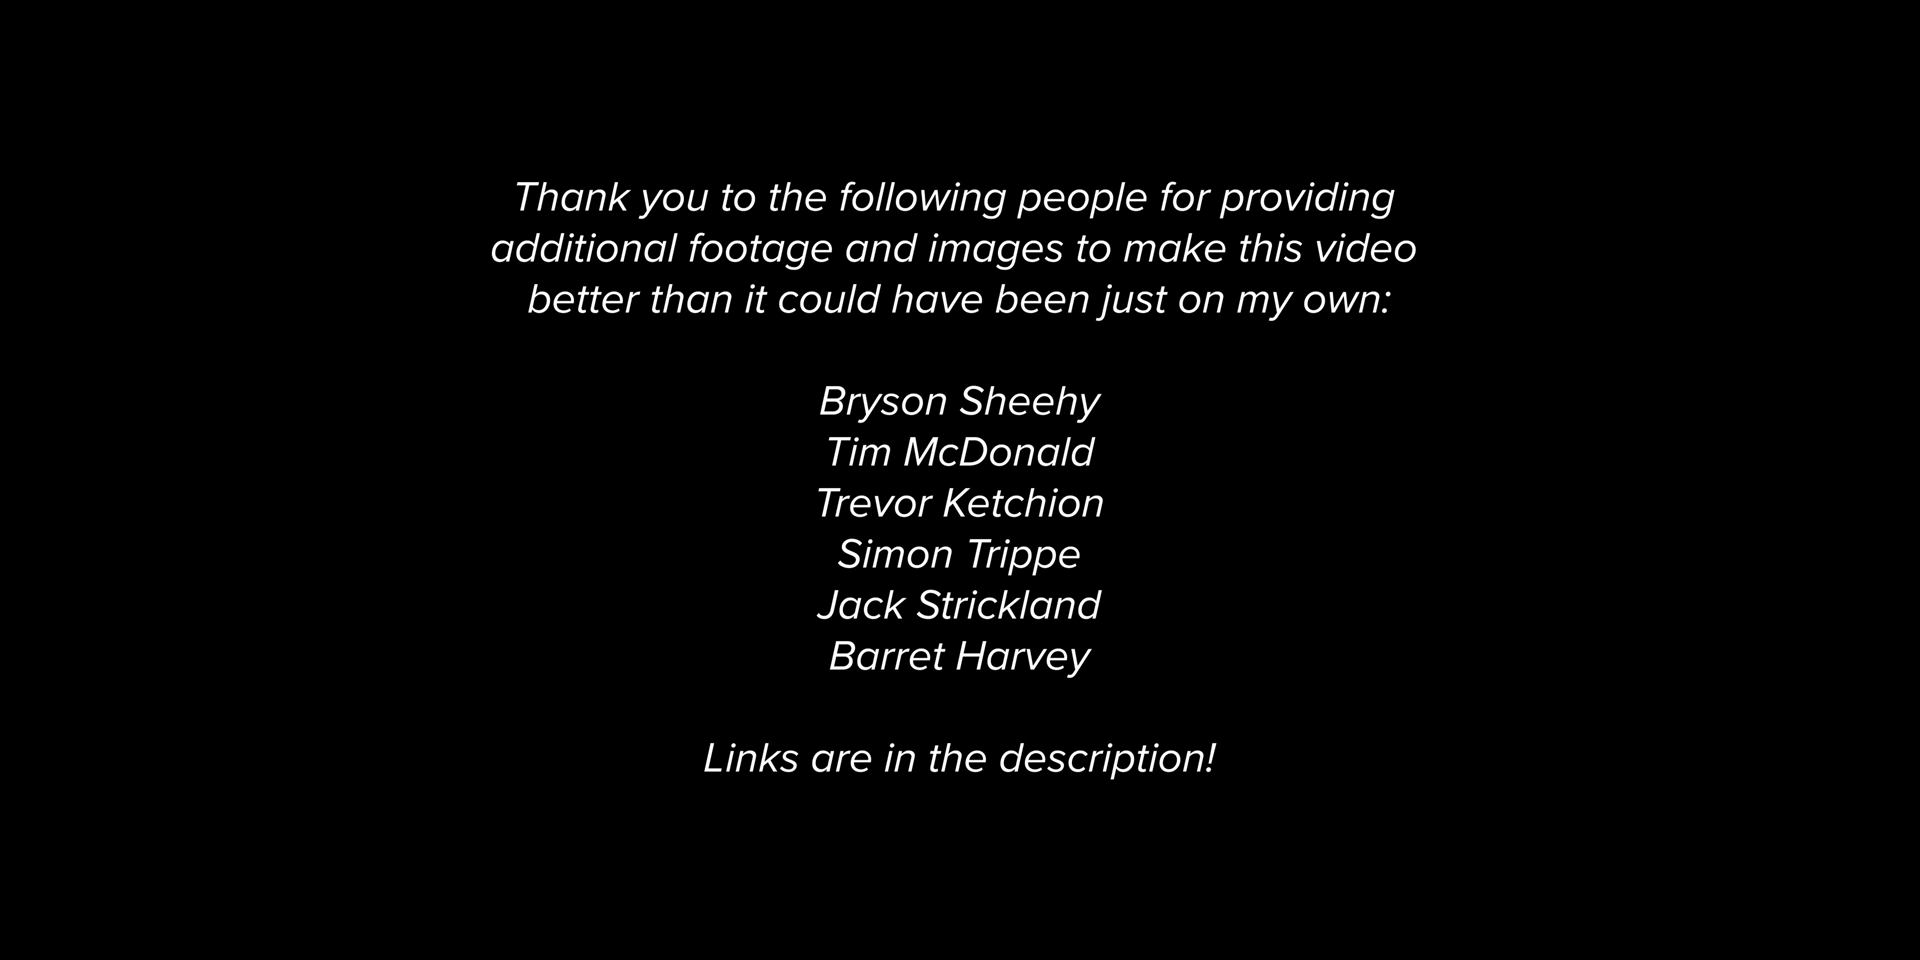 Thank you to the following people for providing
additional footage and images to make this video
better than it could have been just on my own:
Bryson Sheehy
Tim McDonald
Trevor Ketchion
Simon Trippe
Jack Strickland
Barret Harvey
Links are in the description!